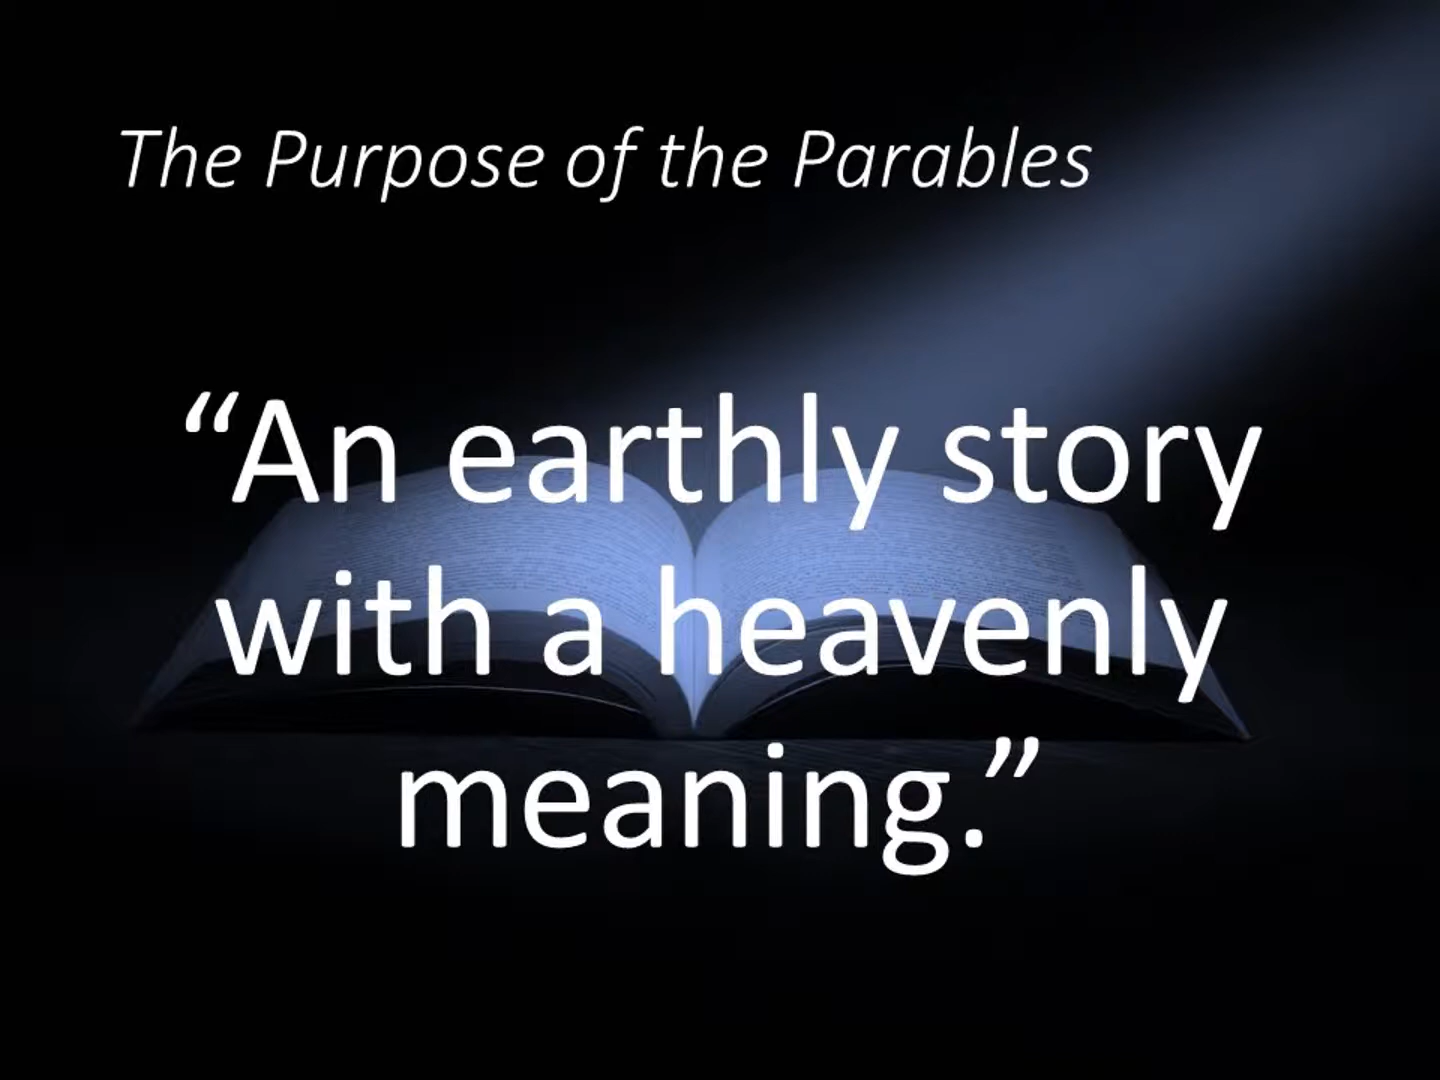 The Purpose of the Parables
“An earthly story
with a heavenly
meaning.”